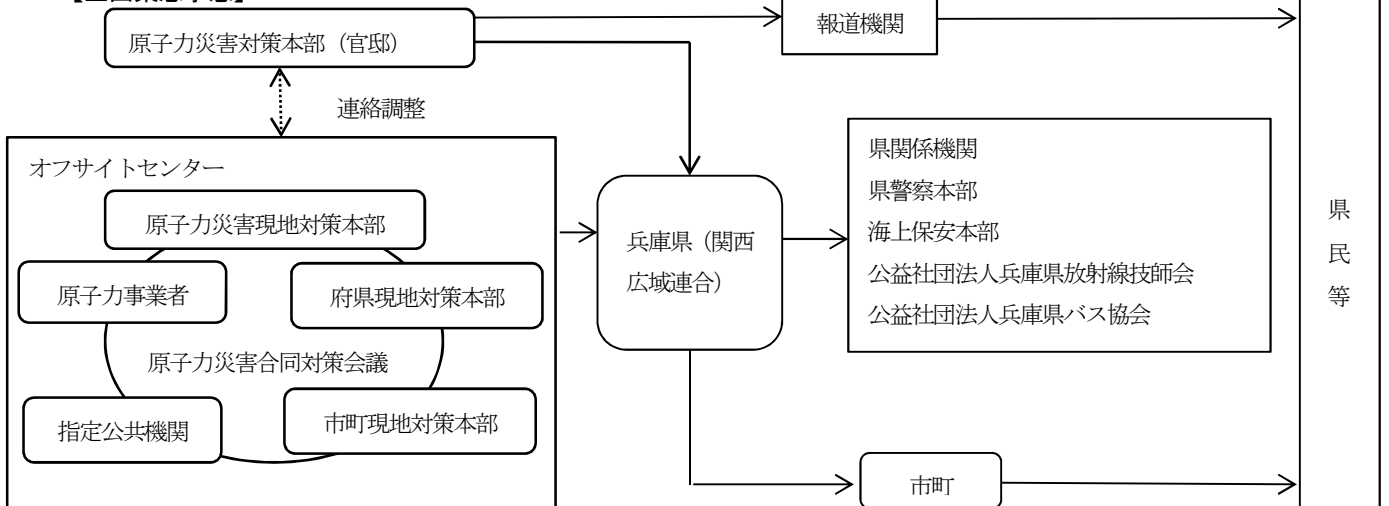 原子力災害対策本部（官邸）
報道機関
連絡調整
オフサイトセンター
原子力災害現地対策本部
原子力事業者
府県現地対策本部
原子力災害合同対策会議
指定公共機関
市町現地対策本部
兵庫県（関西
広域連合）
県関係機関
県警察本部
海上保安本部
公益社団法人兵庫県放射線技師会
公益社団法人兵庫県バス協会
市町
県
民
等